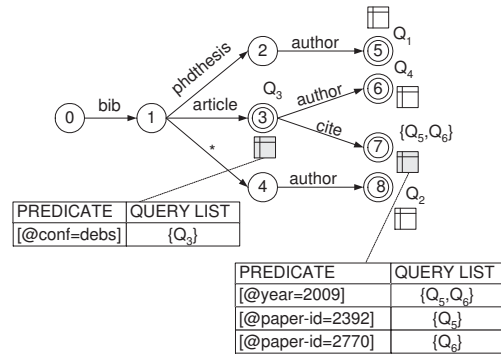 Q1
phdthesis
2
author
5
Q4
0
bib
1
article
Q3
3
author
6
cite
{Q5,Q6}
7
*
4
author
8
Q2
PREDICATE QUERY LIST
[@conf=debs] {Q3}
PREDICATE QUERY LIST
[@year=2009] {Q5,Q6}
[@paper-id=2392] {Q5}
[@paper-id=2770] {Q6}